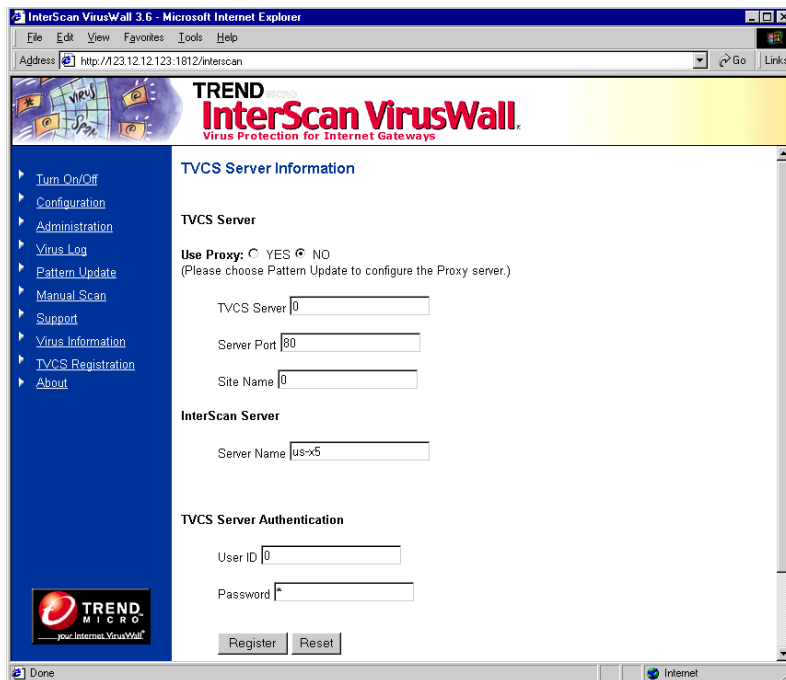 InterScan VirusWall 3.6 - Microsoft Internet Explorer
File Edit View Favorites Tools Help
Address http://123.12.12.123:1812/interscan Go Links
VIRUS
Spam
TREND MICRO
InterScan VirusWall
Virus Protection for Internet Gateways
Turn On/Off
Configuration
Administration
Virus Log
Pattern Update
Manual Scan
Support
Virus Information
TVCS Registration
About
TVCS Server Information
TVCS Server
Use Proxy: YES NO
(Please choose Pattern Update to configure the Proxy server.)
TVCS Server 0
Server Port 80
Site Name 0
InterScan Server
Server Name us-x5
TVCS Server Authentication
User ID 0
Password *
Register Reset
TREND
MICRO
your Internet VirusWall
Done Internet